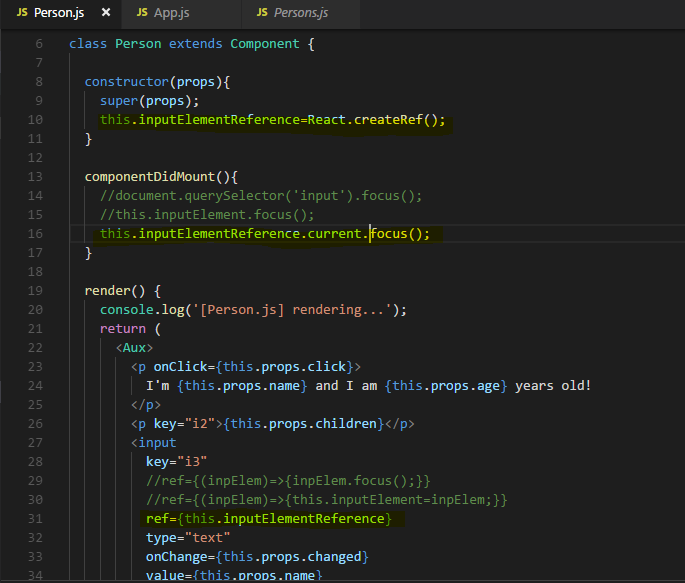 JS Person.js × JS App.js JS Persons.js
6 class Person extends Component {
7
8 constructor(props){
9 super(props);
10 this.inputElementReference=React.createRef();
11 }
12
13 componentDidMount(){
14 //document.querySelector('input').focus();
15 //this.inputElement.focus();
16 this.inputElementReference.current.focus();
17 }
18
19 render() {
20 console.log('[Person.js] rendering...');
21 return (
22 <Aux>
23 <p onClick={this.props.click}>
24 I'm {this.props.name} and I am {this.props.age} years old!
25 </p>
26 <p key="i2">{this.props.children}</p>
27 <input
28 key="i3"
29 //ref={(inpElem)=>{inpElem.focus();}}
30 //ref={(inpElem)=>{this.inputElement=inpElem;}}
31 ref={this.inputElementReference}
32 type="text"
33 onChange={this.props.changed}
34 value={this.props.name}